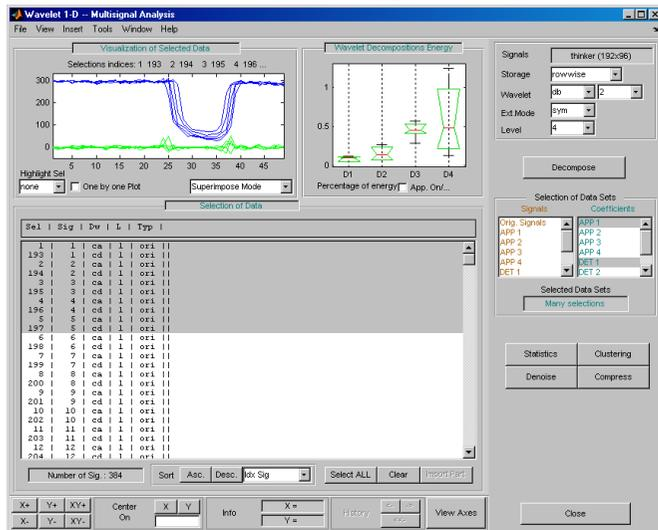 Wavelet 1-D -- Multisignal Analysis
File View Insert Tools Window Help
Visualization of Selected Data
Selections indices: 1 193 2 194 3 195 4 196 ...
300
200
100
0
5 10 15 20 25 30 35 40 45
Highlight Sel
none One by one Plot Superimpose Mode
Wavelet Decompositions Energy
1
0.5
0
D1 D2 D3 D4
Percentage of energy App. On/...
Selection of Data
Sel | Sig | Dw | L | Typ |
1 | 1 | ca | 1 | ori ||
193 | 1 | cd | 1 | ori ||
2 | 2 | ca | 1 | ori ||
194 | 2 | cd | 1 | ori ||
3 | 3 | ca | 1 | ori ||
195 | 3 | cd | 1 | ori ||
4 | 4 | ca | 1 | ori ||
196 | 4 | cd | 1 | ori ||
5 | 5 | ca | 1 | ori ||
197 | 5 | cd | 1 | ori ||
6 | 6 | ca | 1 | ori ||
198 | 6 | cd | 1 | ori ||
7 | 7 | ca | 1 | ori ||
199 | 7 | cd | 1 | ori ||
8 | 8 | ca | 1 | ori ||
200 | 8 | cd | 1 | ori ||
9 | 9 | ca | 1 | ori ||
201 | 9 | cd | 1 | ori ||
10 | 10 | ca | 1 | ori ||
202 | 10 | cd | 1 | ori ||
11 | 11 | ca | 1 | ori ||
203 | 11 | cd | 1 | ori ||
12 | 12 | ca | 1 | ori ||
204 | 12 | cd | 1 | ori ||
Number of Sig. : 384
Sort Asc. Desc. Idx Sig
Select ALL Clear Import Part.
Signals thinker (192x96)
Storage rowwise
Wavelet db 2
Ext.Mode sym
Level 4
Decompose
Selection of Data Sets
Signals Coefficients
Orig. Signals
APP 1
APP 2
APP 3
APP 4
DET 1
APP 1
APP 2
APP 3
APP 4
DET 1
DET 2
Selected Data Sets
Many selections
Statistics Clustering
Denoise Compress
X+ Y+ XY+
X- Y- XY-
Center On X Y
Info X =
Y =
History <- ->
<<-
View Axes
Close